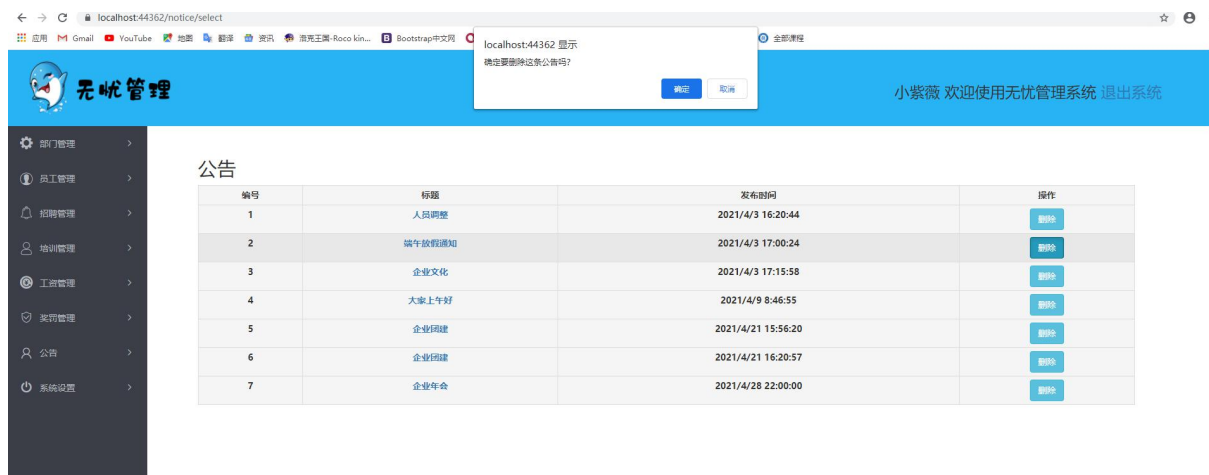 localhost:44362/notice/select
应用 Gmail YouTube 地图 翻译 资讯 洛克王国-Roco kin... Bootstrap中文网 全部课程
localhost:44362 显示
确定要删除这条公告吗?
确定 取消
无忧管理
小紫薇 欢迎使用无忧管理系统 退出系统
部门管理
员工管理
招聘管理
培训管理
工资管理
奖罚管理
公告
系统设置
公告
编号 标题 发布时间 操作
1 人员调整 2021/4/3 16:20:44 删除
2 端午放假通知 2021/4/3 17:00:24 删除
3 企业文化 2021/4/3 17:15:58 删除
4 大家上午好 2021/4/9 8:46:55 删除
5 企业团建 2021/4/21 15:56:20 删除
6 企业团建 2021/4/21 16:20:57 删除
7 企业年会 2021/4/28 22:00:00 删除